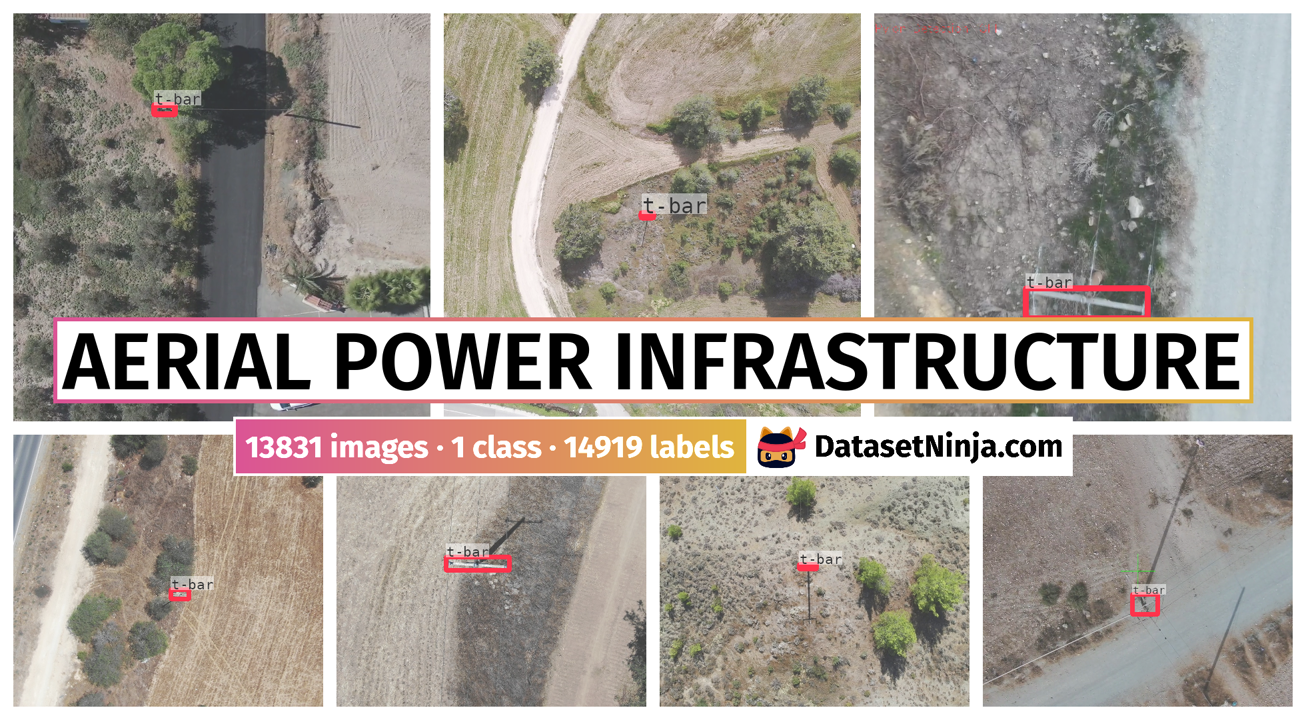 t-bar
t-bar
t-bar
AERIAL POWER INFRASTRUCTURE
13831 images · 1 class · 14919 labels
DatasetNinja.com
t-bar
t-bar
t-bar
t-bar